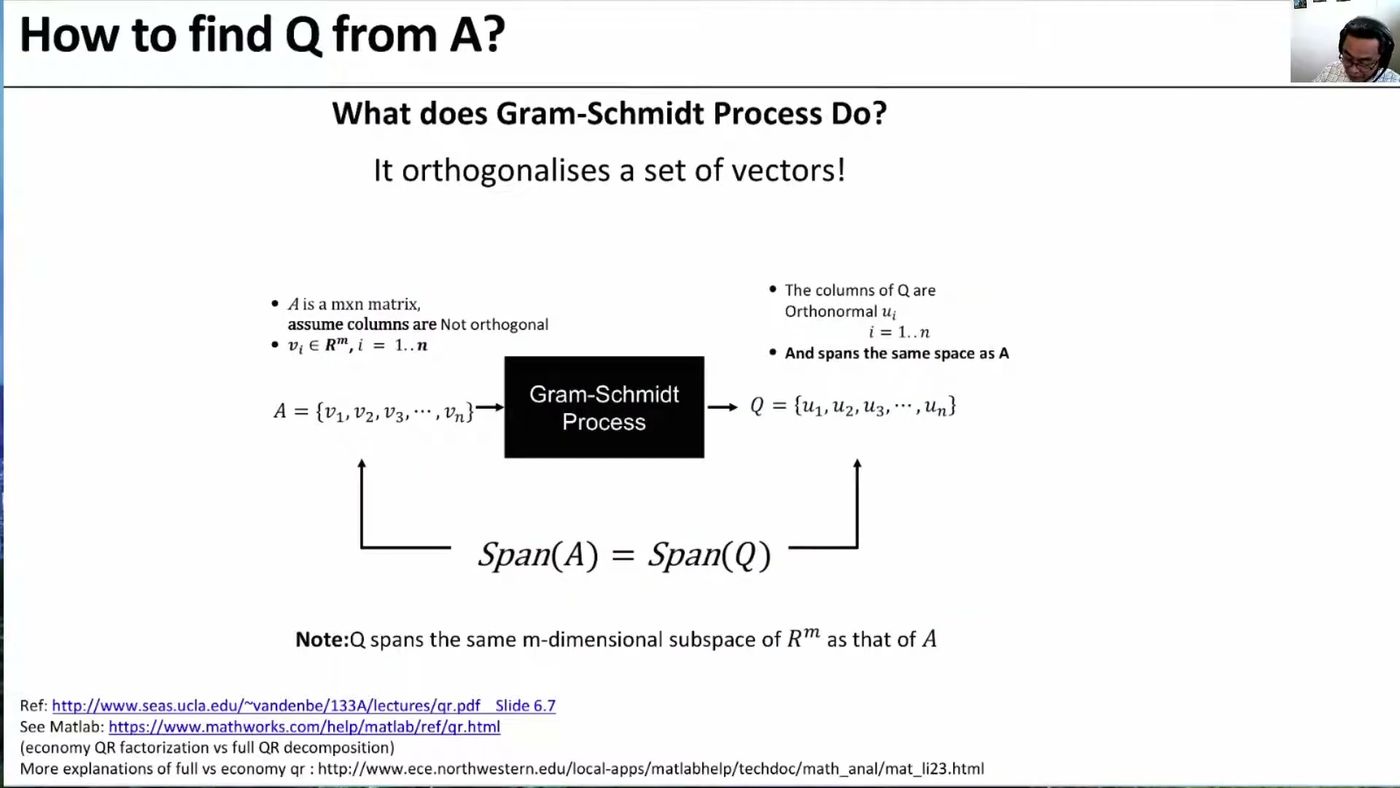 How to find Q from A?
What does Gram-Schmidt Process Do?
It orthogonalises a set of vectors!
• A is a mxn matrix,
assume columns are Not orthogonal
• vᵢ ∈ Rᵐ, i = 1..n
• The columns of Q are
Orthonormal uᵢ
i = 1..n
• And spans the same space as A
A = {v₁, v₂, v₃, ⋯ , vₙ}
Gram-Schmidt
Process
Q = {u₁, u₂, u₃, ⋯ , uₙ}
Span(A) = Span(Q)
Note:Q spans the same m-dimensional subspace of Rᵐ as that of A
Ref: http://www.seas.ucla.edu/~vandenbe/133A/lectures/qr.pdf Slide 6.7
See Matlab: https://www.mathworks.com/help/matlab/ref/qr.html
(economy QR factorization vs full QR decomposition)
More explanations of full vs economy qr : http://www.ece.northwestern.edu/local-apps/matlabhelp/techdoc/math_anal/mat_li23.html